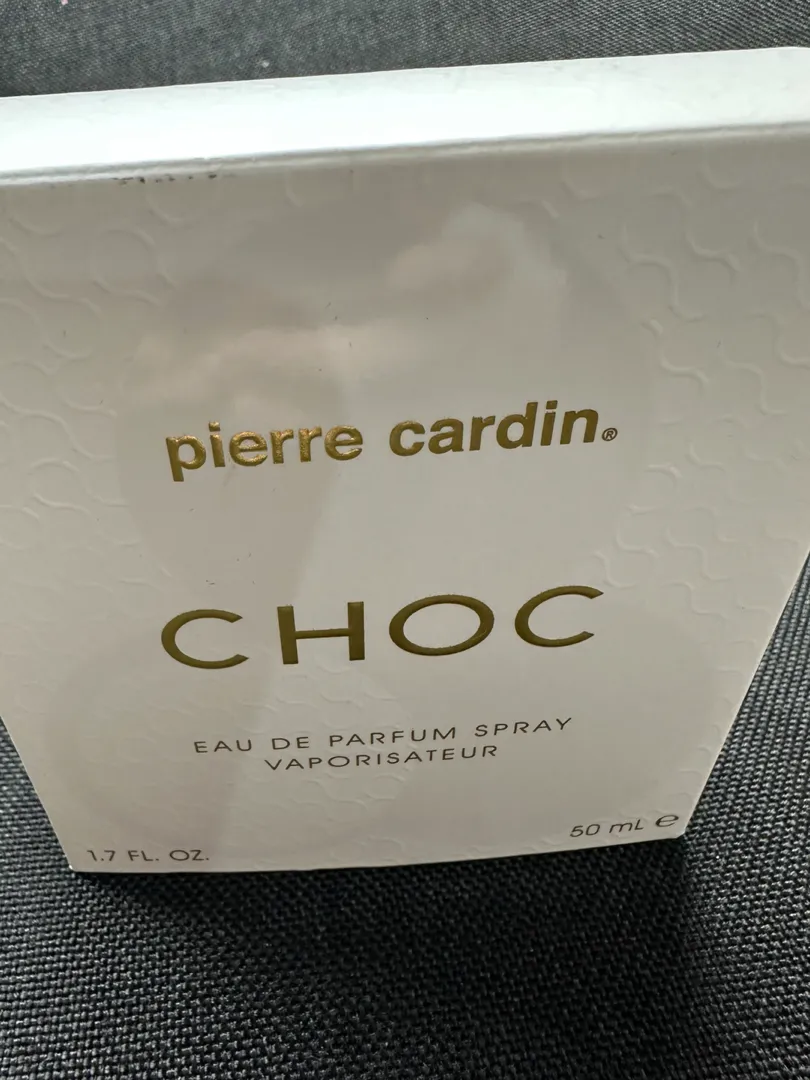 pierre cardin®
CHOC
EAU DE PARFUM SPRAY
VAPORISATEUR
1.7 FL. OZ.
50 mL ℮